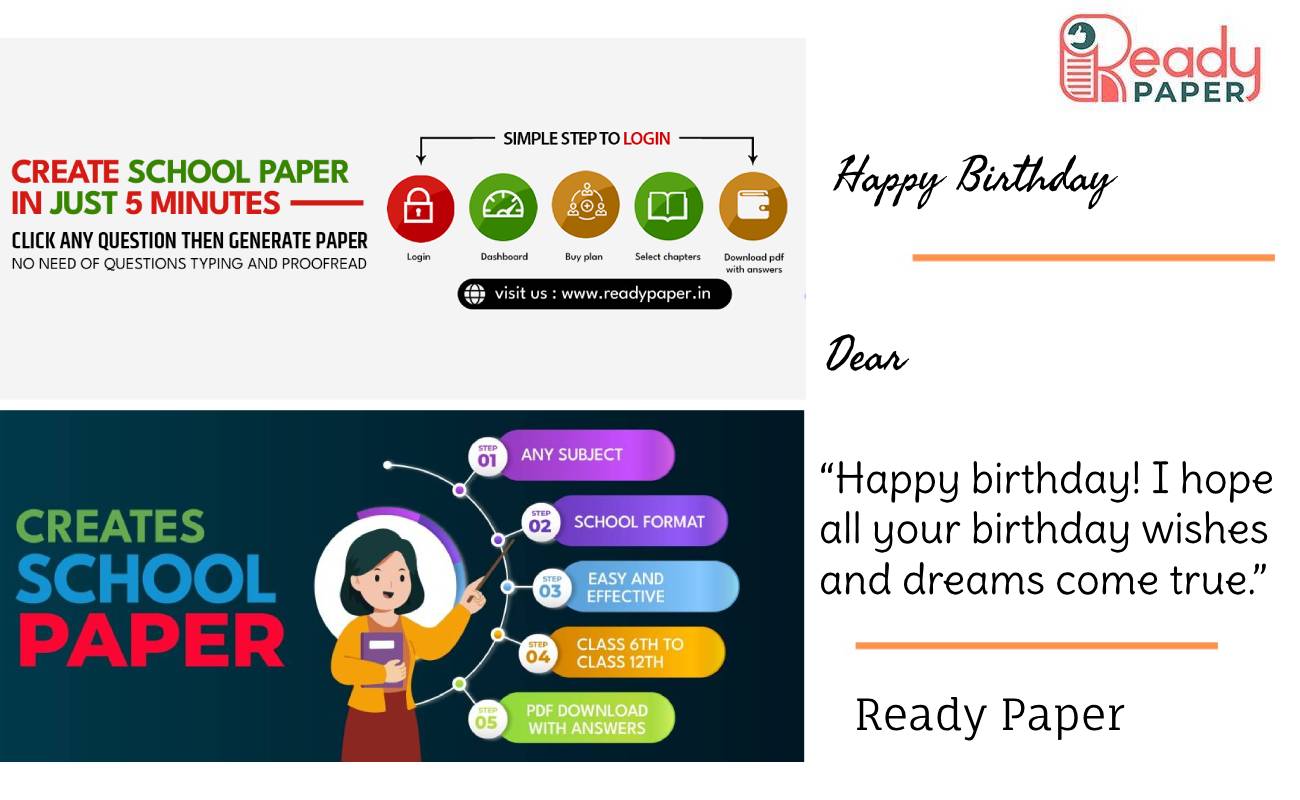 SIMPLE STEP TO LOGIN
CREATE SCHOOL PAPER
IN JUST 5 MINUTES
CLICK ANY QUESTION THEN GENERATE PAPER
NO NEED OF QUESTIONS TYPING AND PROOFREAD
Login
Dashboard
Buy plan
Select chapters
Download pdf
with answers
visit us : www.readypaper.in
CREATES
SCHOOL
PAPER
STEP
01
ANY SUBJECT
STEP
02
SCHOOL FORMAT
STEP
03
EASY AND
EFFECTIVE
STEP
04
CLASS 6TH TO
CLASS 12TH
STEP
05
PDF DOWNLOAD
WITH ANSWERS
Ready
PAPER
Happy Birthday
Dear
“Happy birthday! I hope
all your birthday wishes
and dreams come true.”
Ready Paper